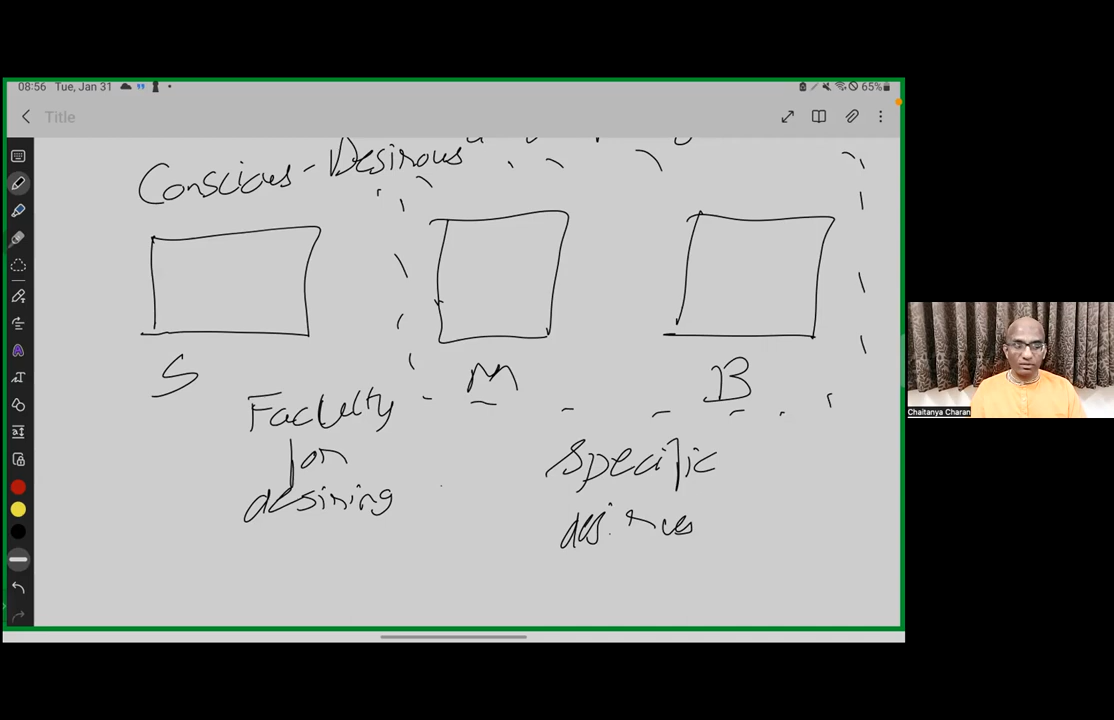 08:56 Tue, Jan 31
65%
Title
Conscious - Desirous
S
M
B
Faculty
for
desiring
Specific
desires
Chaitanya Charan